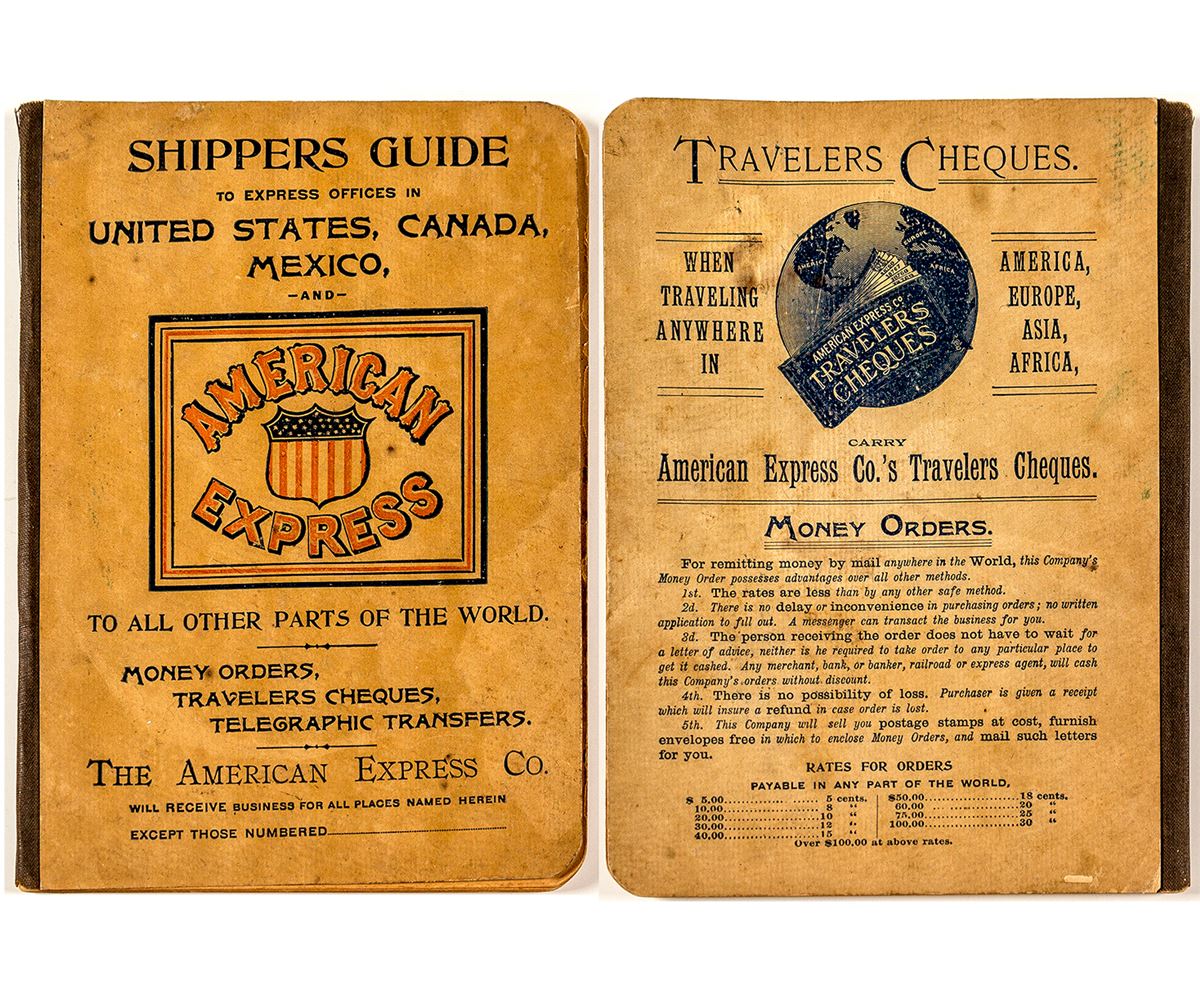 SHIPPERS GUIDE
TO EXPRESS OFFICES IN
UNITED STATES, CANADA,
MEXICO,
-AND-
AMERICAN
EXPRESS
TO ALL OTHER PARTS OF THE WORLD.
MONEY ORDERS,
TRAVELERS CHEQUES,
TELEGRAPHIC TRANSFERS.
THE AMERICAN EXPRESS CO.
WILL RECEIVE BUSINESS FOR ALL PLACES NAMED HEREIN
EXCEPT THOSE NUMBERED
TRAVELERS CHEQUES.
WHEN
TRAVELING
ANYWHERE
IN
AMERICA
EUROPE
AFRICA
AMERICAN EXPRESS CO
TRAVELERS
CHEQUES
AMERICA,
EUROPE,
ASIA,
AFRICA,
CARRY
American Express Co.'s Travelers Cheques.
MONEY ORDERS.
For remitting money by mail anywhere in the World, this Company's
Money Order possesses advantages over all other methods.
1st. The rates are less than by any other safe method.
2d. There is no delay or inconvenience in purchasing orders; no written
application to fill out. A messenger can transact the business for you.
3d. The person receiving the order does not have to wait for
a letter of advice, neither is he required to take order to any particular place to
get it cashed. Any merchant, bank, or banker, railroad or express agent, will cash
this Company's orders without discount.
4th. There is no possibility of loss. Purchaser is given a receipt
which will insure a refund in case order is lost.
5th. This Company will sell you postage stamps at cost, furnish
envelopes free in which to enclose Money Orders, and mail such letters
for you.
RATES FOR ORDERS
PAYABLE IN ANY PART OF THE WORLD,
$ 5.00 5 cents.
10.00 8 "
20.00 10 "
30.00 12 "
40.00 15 "
$50.00 18 cents.
60.00 20 "
75.00 25 "
100.00 30 "
Over $100.00 at above rates.